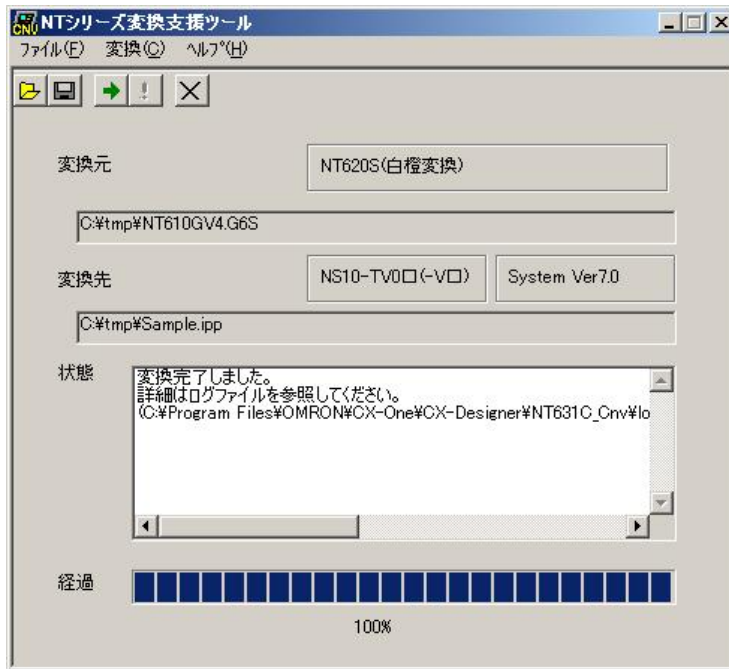 CNV
NTシリーズ変換支援ツール
ファイル(F) 変換(C) ヘルプ(H)
変換元 NT620S(白橙変換)
C:¥tmp¥NT610GV4.G6S
変換先 NS10-TV0□(-V□) System Ver7.0
C:¥tmp¥Sample.ipp
状態
変換完了しました。
詳細はログファイルを参照してください。
(C:¥Program Files¥OMRON¥CX-One¥CX-Designer¥NT631C_Cnv¥lo
経過
100%